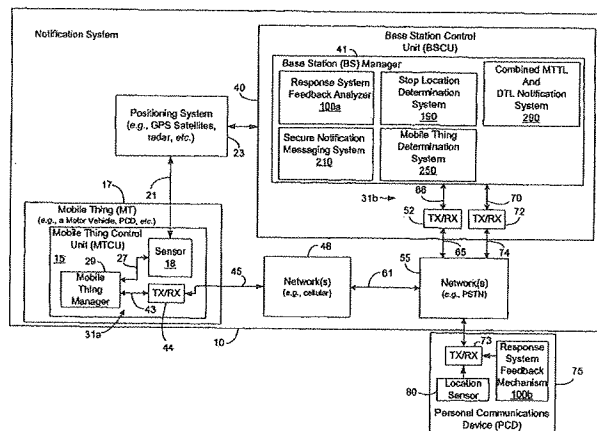 Notification System
Base Station Control
Unit (BSCU)
41
Base Station (BS) Manager
Response System
Feedback Analyzer
100a
Stop Location
Determination
System
190
Combined MTTL
And
DTL Notification
System
290
Secure Notification
Messaging System
210
Mobile Thing
Determination
System
250
40
Positioning System
(e.g., GPS Satellites,
radar, etc.)
23
17
21
31b
66
70
52
TX/RX
TX/RX
72
65
74
Mobile Thing (MT)
(e.g., a Motor Vehicle, PCD, etc.)
Mobile Thing Control
Unit (MTCU)
15
29
27
Sensor
18
Mobile
Thing
Manager
43
TX/RX
31a
44
45
48
Network(s)
(e.g., cellular)
61
55
Network(s)
(e.g., PSTN)
10
73
TX/RX
Response
System
Feedback
Mechanism
100b
75
80
Location
Sensor
Personal Communications
Device (PCD)